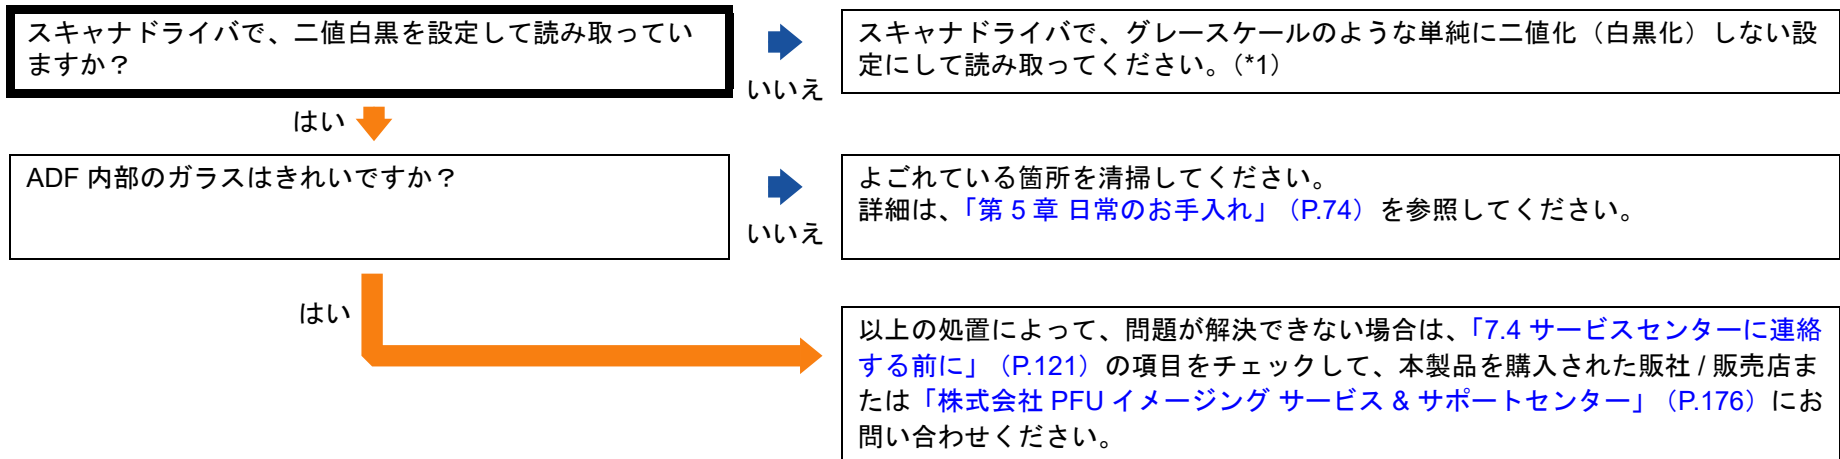 スキャナドライバで、二値白黒を設定して読み取ってい
ますか？
いいえ
スキャナドライバで、グレースケールのような単純に二値化（白黒化）しない設
定にして読み取ってください。(*1)
はい
ADF 内部のガラスはきれいですか？
いいえ
よごれている箇所を清掃してください。
詳細は、「第 5 章 日常のお手入れ」（P.74）を参照してください。
はい
以上の処置によって、問題が解決できない場合は、「7.4 サービスセンターに連絡
する前に」（P.121）の項目をチェックして、本製品を購入された販社 / 販売店ま
たは「株式会社 PFU イメージング サービス & サポートセンター」（P.176）にお
問い合わせください。